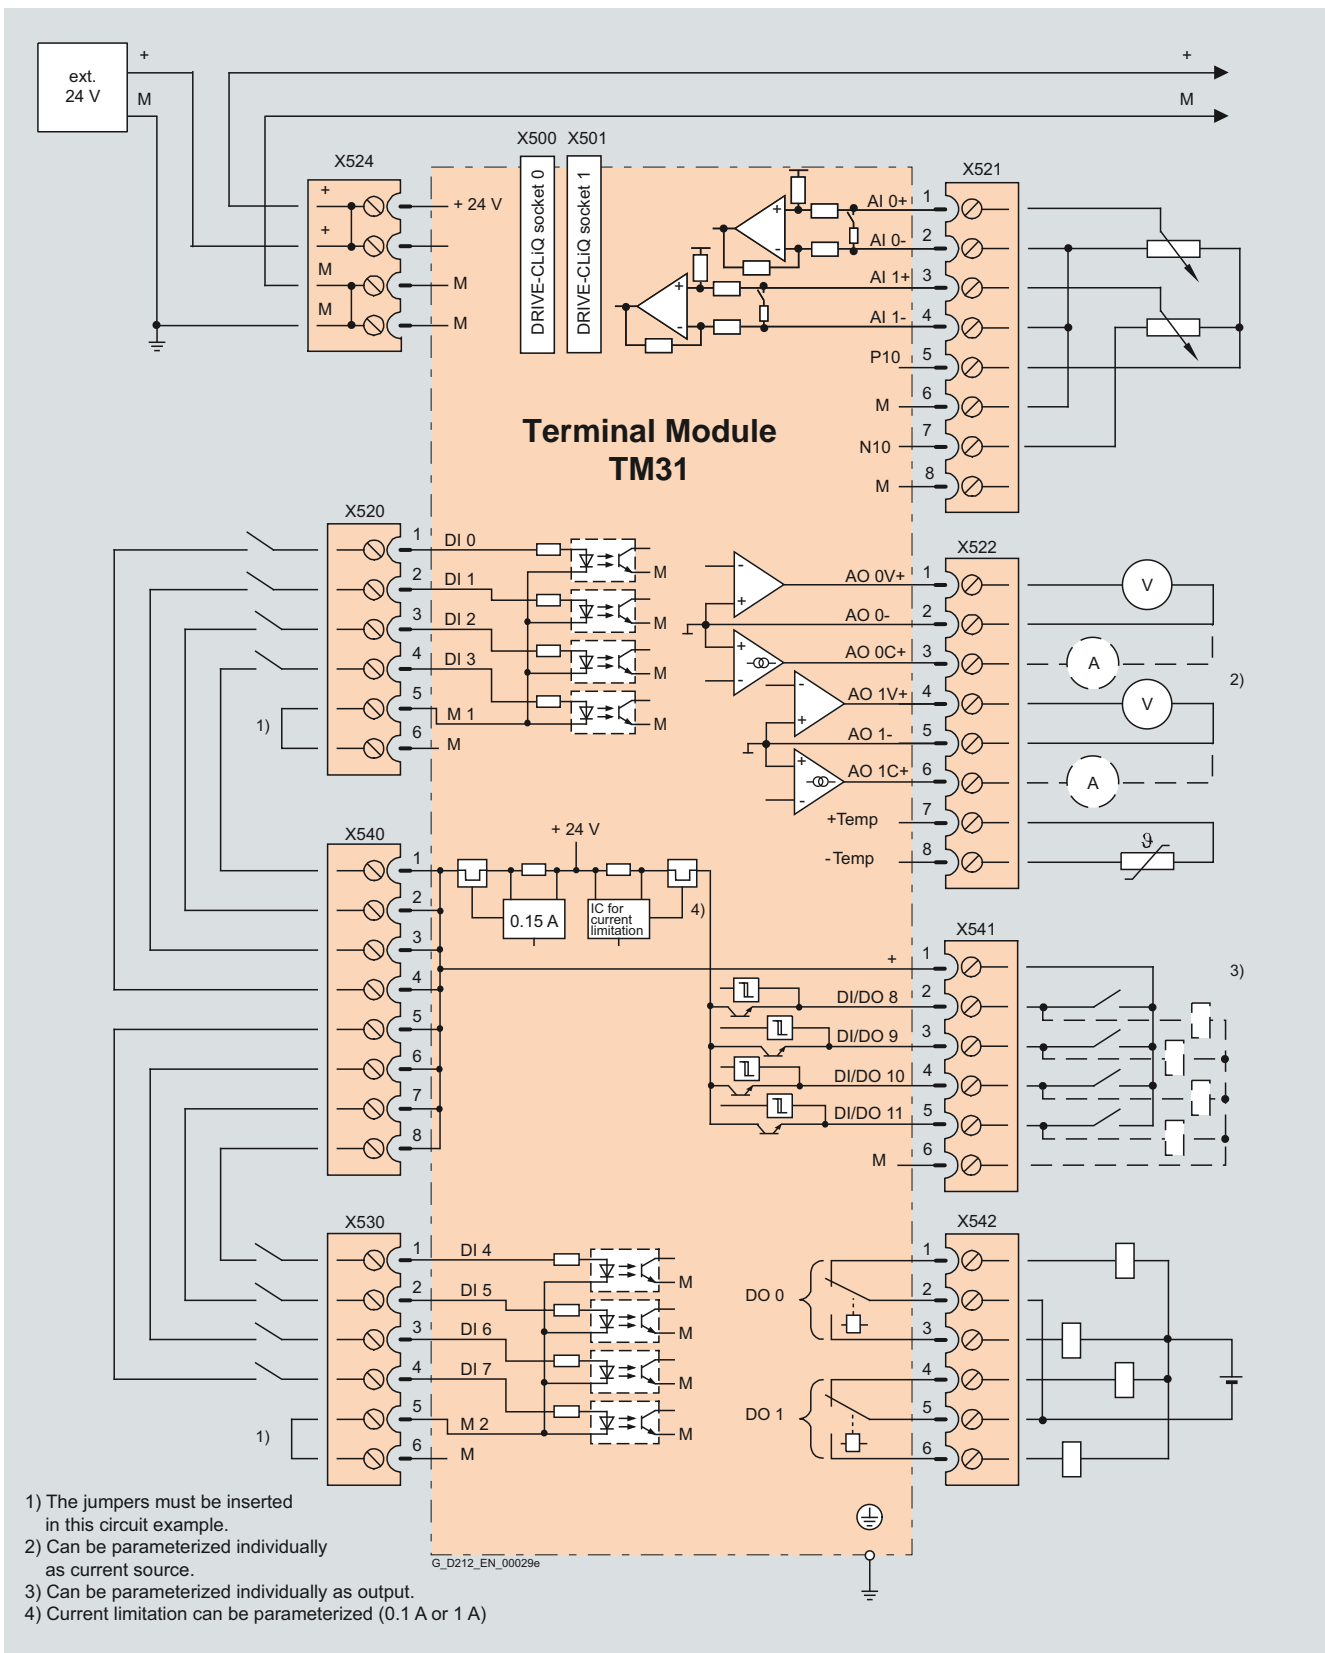 ext.
24 V
+
M
+
M
X500 X501
X524
X521
+
+
M
M
+ 24 V
M
M
DRIVE-CLiQ socket 0
DRIVE-CLiQ socket 1
+
-
+
-
AI 0+
AI 0-
AI 1+
AI 1-
P10
M
N10
M
1
2
3
4
5
6
7
8
Terminal Module
TM31
X520
1
2
3
4
5
6
DI 0
DI 1
DI 2
DI 3
M 1
M
M
M
M
M
1)
X522
-
+
+
-
-
+
+
-
AO 0V+
AO 0-
AO 0C+
AO 1V+
AO 1-
AO 1C+
+Temp
-Temp
1
2
3
4
5
6
7
8
V
A
V
A
ϑ
2)
X540
1
2
3
4
5
6
7
8
+ 24 V
0.15 A
IC for
current
limitation
4)
X541
+
DI/DO 8
DI/DO 9
DI/DO 10
DI/DO 11
M
1
2
3
4
5
6
3)
X530
1
2
3
4
5
6
DI 4
DI 5
DI 6
DI 7
M 2
M
M
M
M
M
1)
X542
DO 0
DO 1
1
2
3
4
5
6
1) The jumpers must be inserted
in this circuit example.
2) Can be parameterized individually
as current source.
3) Can be parameterized individually as output.
4) Current limitation can be parameterized (0.1 A or 1 A)
G_D212_EN_00029e